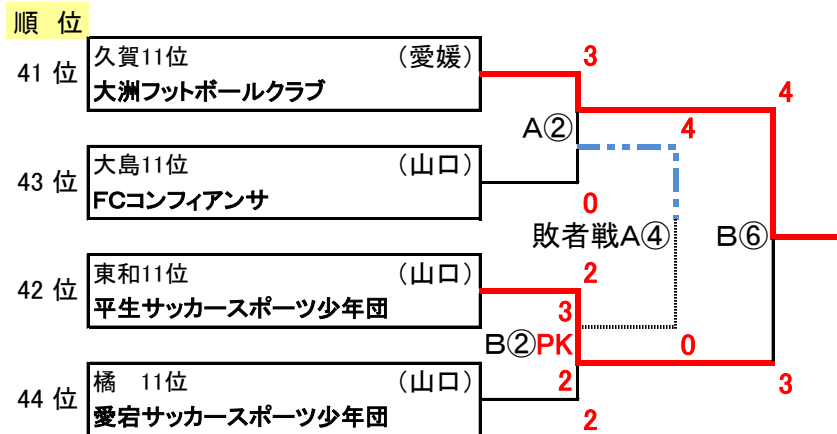 順 位
41 位
久賀11位 (愛媛)
大洲フットボールクラブ
3
4
A②
4
43 位
大島11位 (山口)
FCコンフィアンサ
0
敗者戦A④
B⑥
42 位
東和11位 (山口)
平生サッカースポーツ少年団
2
3
B②PK
0
44 位
橘 11位 (山口)
愛宕サッカースポーツ少年団
2
3
2